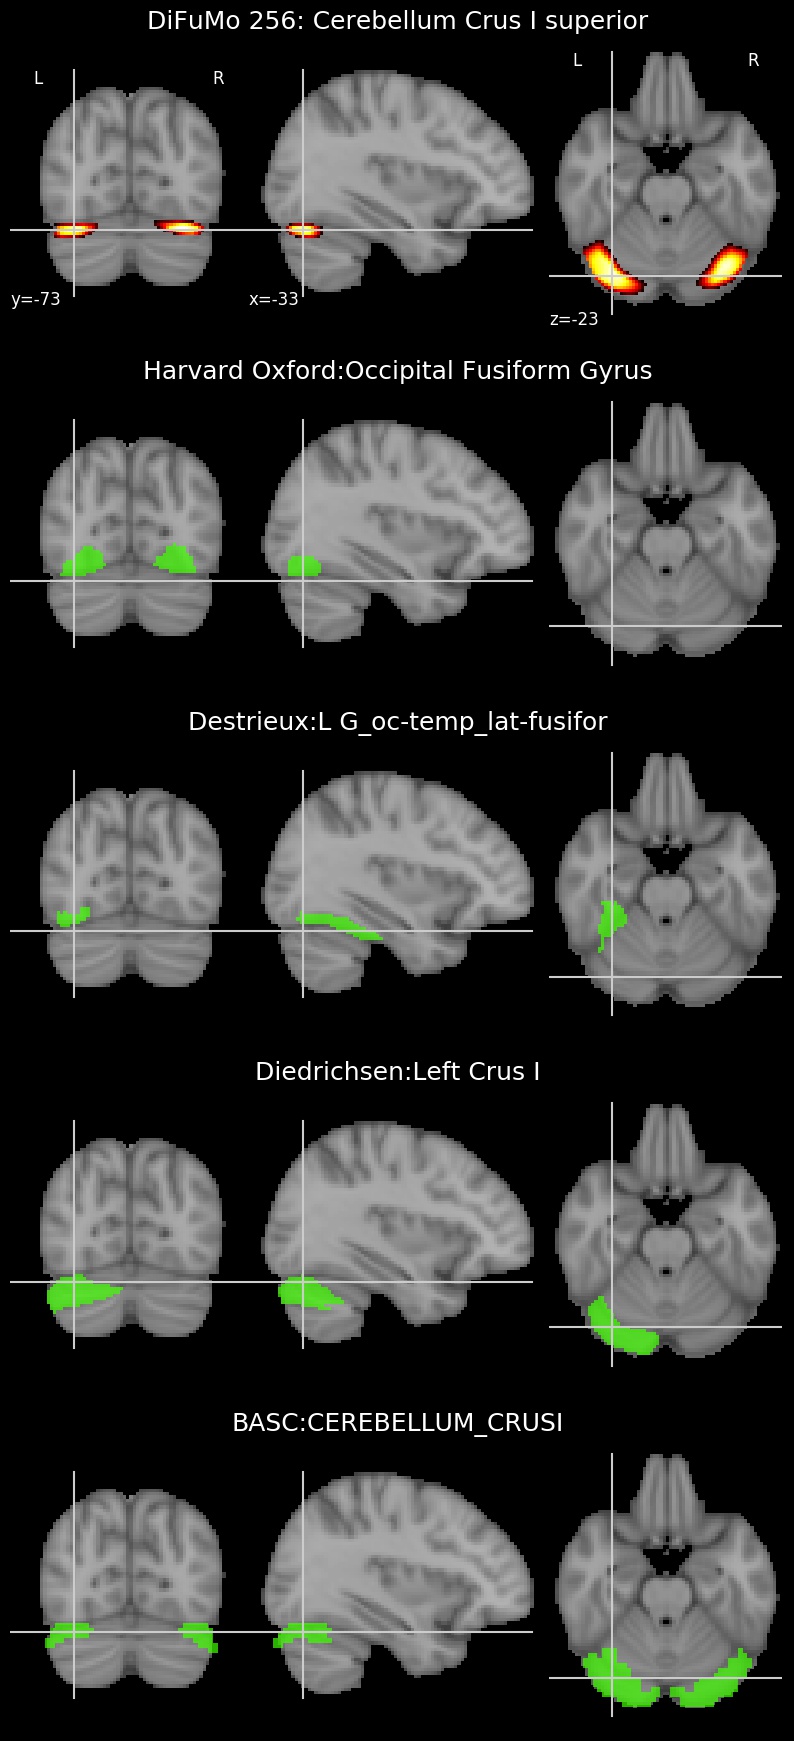 DiFuMo 256: Cerebellum Crus I superior
L R L R
y=-73 x=-33 z=-23
Harvard Oxford:Occipital Fusiform Gyrus
Destrieux:L G_oc-temp_lat-fusifor
Diedrichsen:Left Crus I
BASC:CEREBELLUM_CRUSI